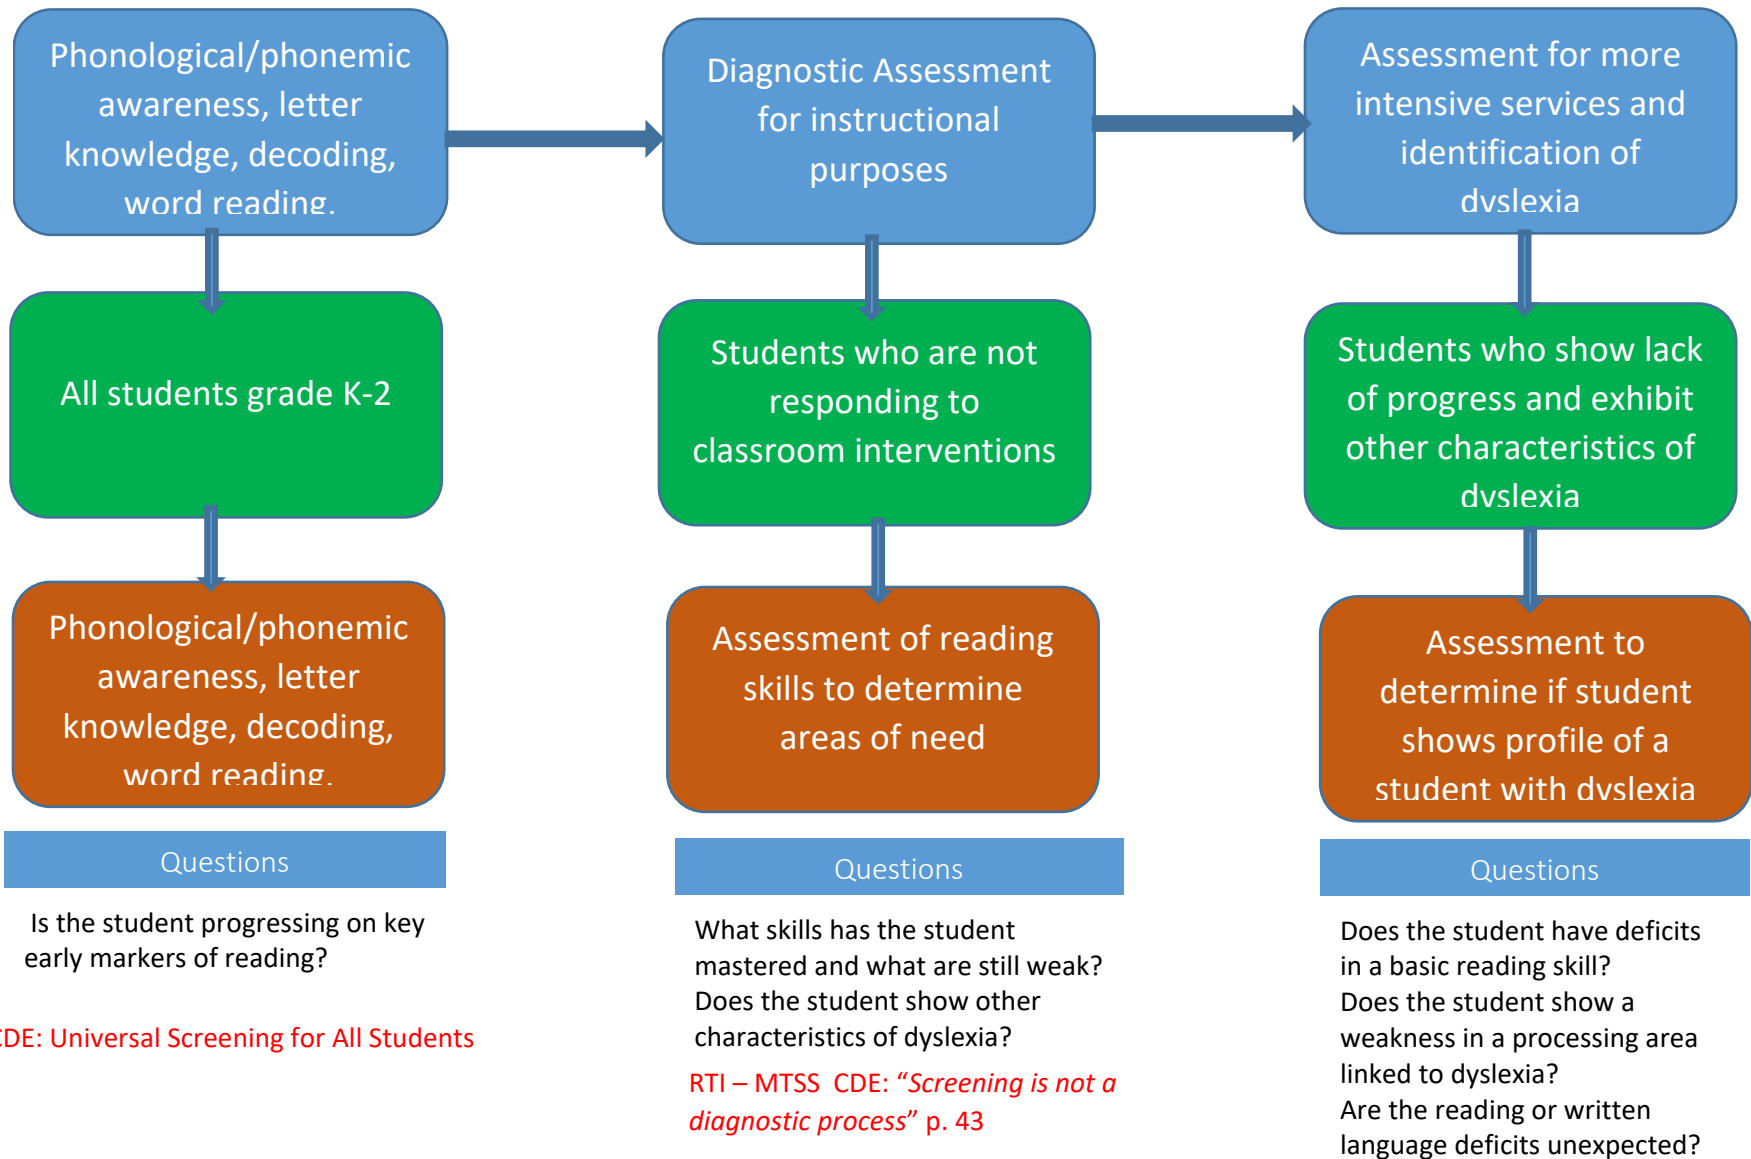 Phonological/phonemic
awareness, letter
knowledge, decoding,
word reading.
Diagnostic Assessment
for instructional
purposes
Assessment for more
intensive services and
identification of
dyslexia
All students grade K-2
Students who are not
responding to
classroom interventions
Students who show lack
of progress and exhibit
other characteristics of
dyslexia
Phonological/phonemic
awareness, letter
knowledge, decoding,
word reading.
Assessment of reading
skills to determine
areas of need
Assessment to
determine if student
shows profile of a
student with dyslexia
Questions
Is the student progressing on key
early markers of reading?
CDE: Universal Screening for All Students
Questions
What skills has the student
mastered and what are still weak?
Does the student show other
characteristics of dyslexia?
RTI – MTSS CDE: “Screening is not a
diagnostic process” p. 43
Questions
Does the student have deficits
in a basic reading skill?
Does the student show a
weakness in a processing area
linked to dyslexia?
Are the reading or written
language deficits unexpected?